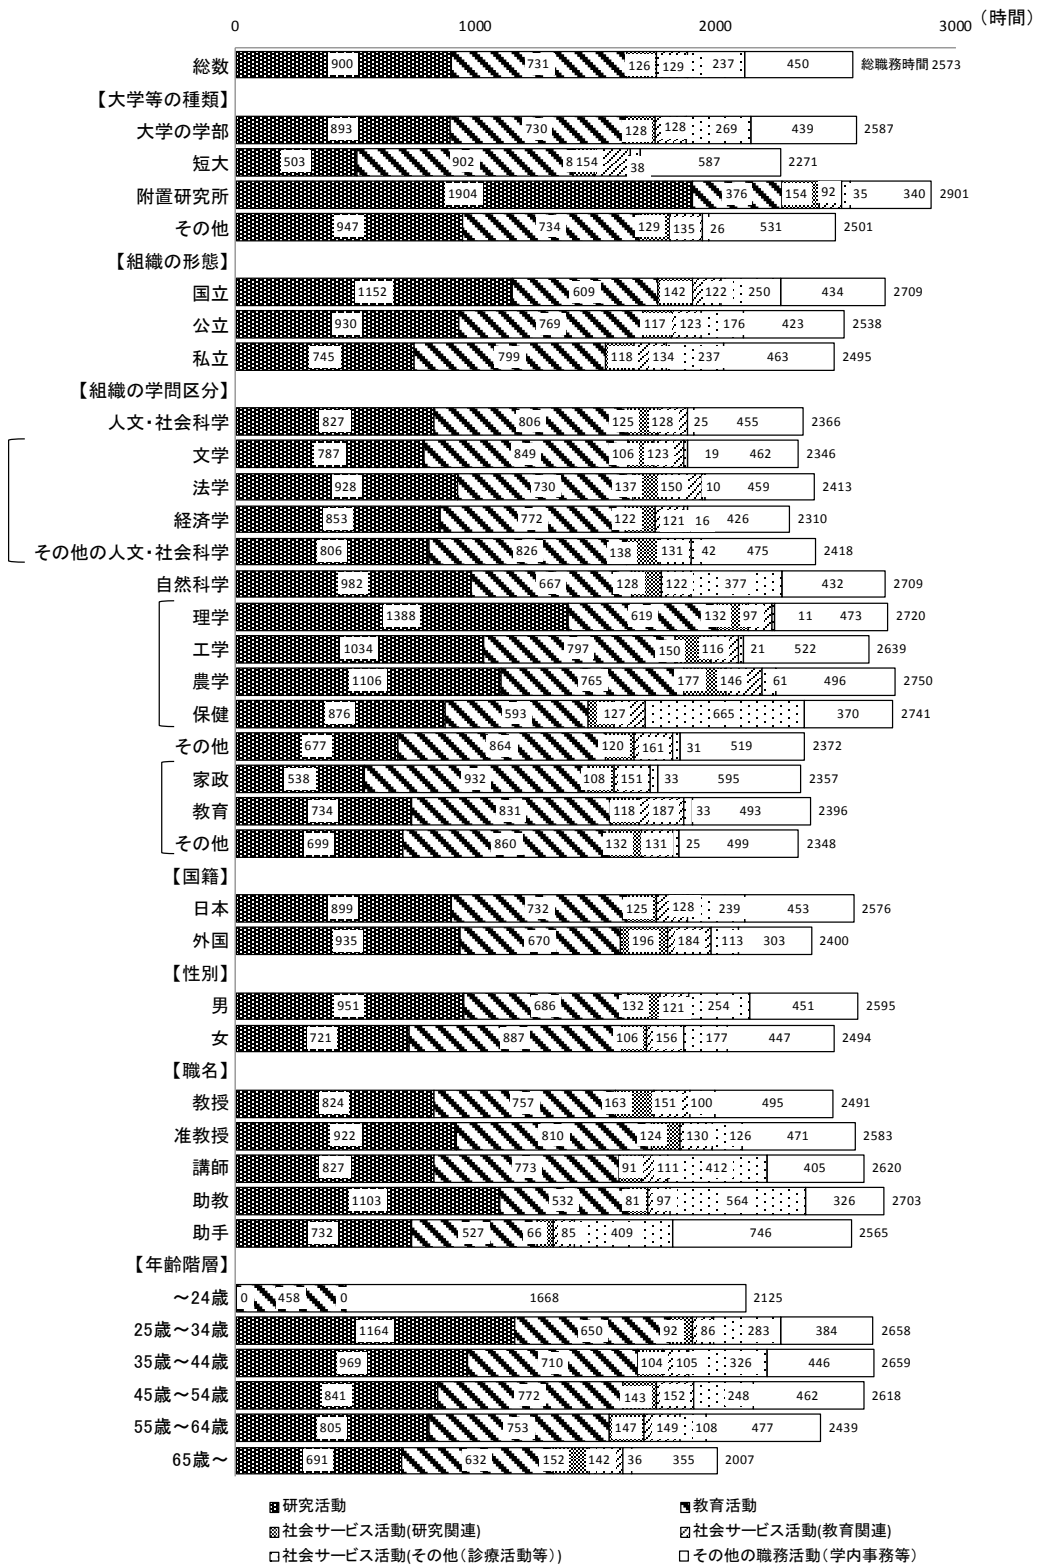 0 1000 2000 3000 (時間)
総数 900 731 126 129 237 450 総職務時間 2573
【大学等の種類】
大学の学部 893 730 128 128 269 439 2587
短大 503 902 8 154 38 587 2271
附置研究所 1904 376 154 92 35 340 2901
その他 947 734 129 135 26 531 2501
【組織の形態】
国立 1152 609 142 122 250 434 2709
公立 930 769 117 123 176 423 2538
私立 745 799 118 134 237 463 2495
【組織の学問区分】
人文・社会科学 827 806 125 128 25 455 2366
文学 787 849 106 123 19 462 2346
法学 928 730 137 150 10 459 2413
経済学 853 772 122 121 16 426 2310
その他の人文・社会科学 806 826 138 131 42 475 2418
自然科学 982 667 128 122 377 432 2709
理学 1388 619 132 97 11 473 2720
工学 1034 797 150 116 21 522 2639
農学 1106 765 177 146 61 496 2750
保健 876 593 127 665 370 2741
その他 677 864 120 161 31 519 2372
家政 538 932 108 151 33 595 2357
教育 734 831 118 187 33 493 2396
その他 699 860 132 131 25 499 2348
【国籍】
日本 899 732 125 128 239 453 2576
外国 935 670 196 184 113 303 2400
【性別】
男 951 686 132 121 254 451 2595
女 721 887 106 156 177 447 2494
【職名】
教授 824 757 163 151 100 495 2491
准教授 922 810 124 130 126 471 2583
講師 827 773 91 111 412 405 2620
助教 1103 532 81 97 564 326 2703
助手 732 527 66 85 409 746 2565
【年齢階層】
～24歳 0 458 0 1668 2125
25歳～34歳 1164 650 92 86 283 384 2658
35歳～44歳 969 710 104 105 326 446 2659
45歳～54歳 841 772 143 152 248 462 2618
55歳～64歳 805 753 147 149 108 477 2439
65歳～ 691 632 152 142 36 355 2007
研究活動 教育活動
社会サービス活動(研究関連) 社会サービス活動(教育関連)
社会サービス活動(その他(診療活動等)) その他の職務活動(学内事務等)